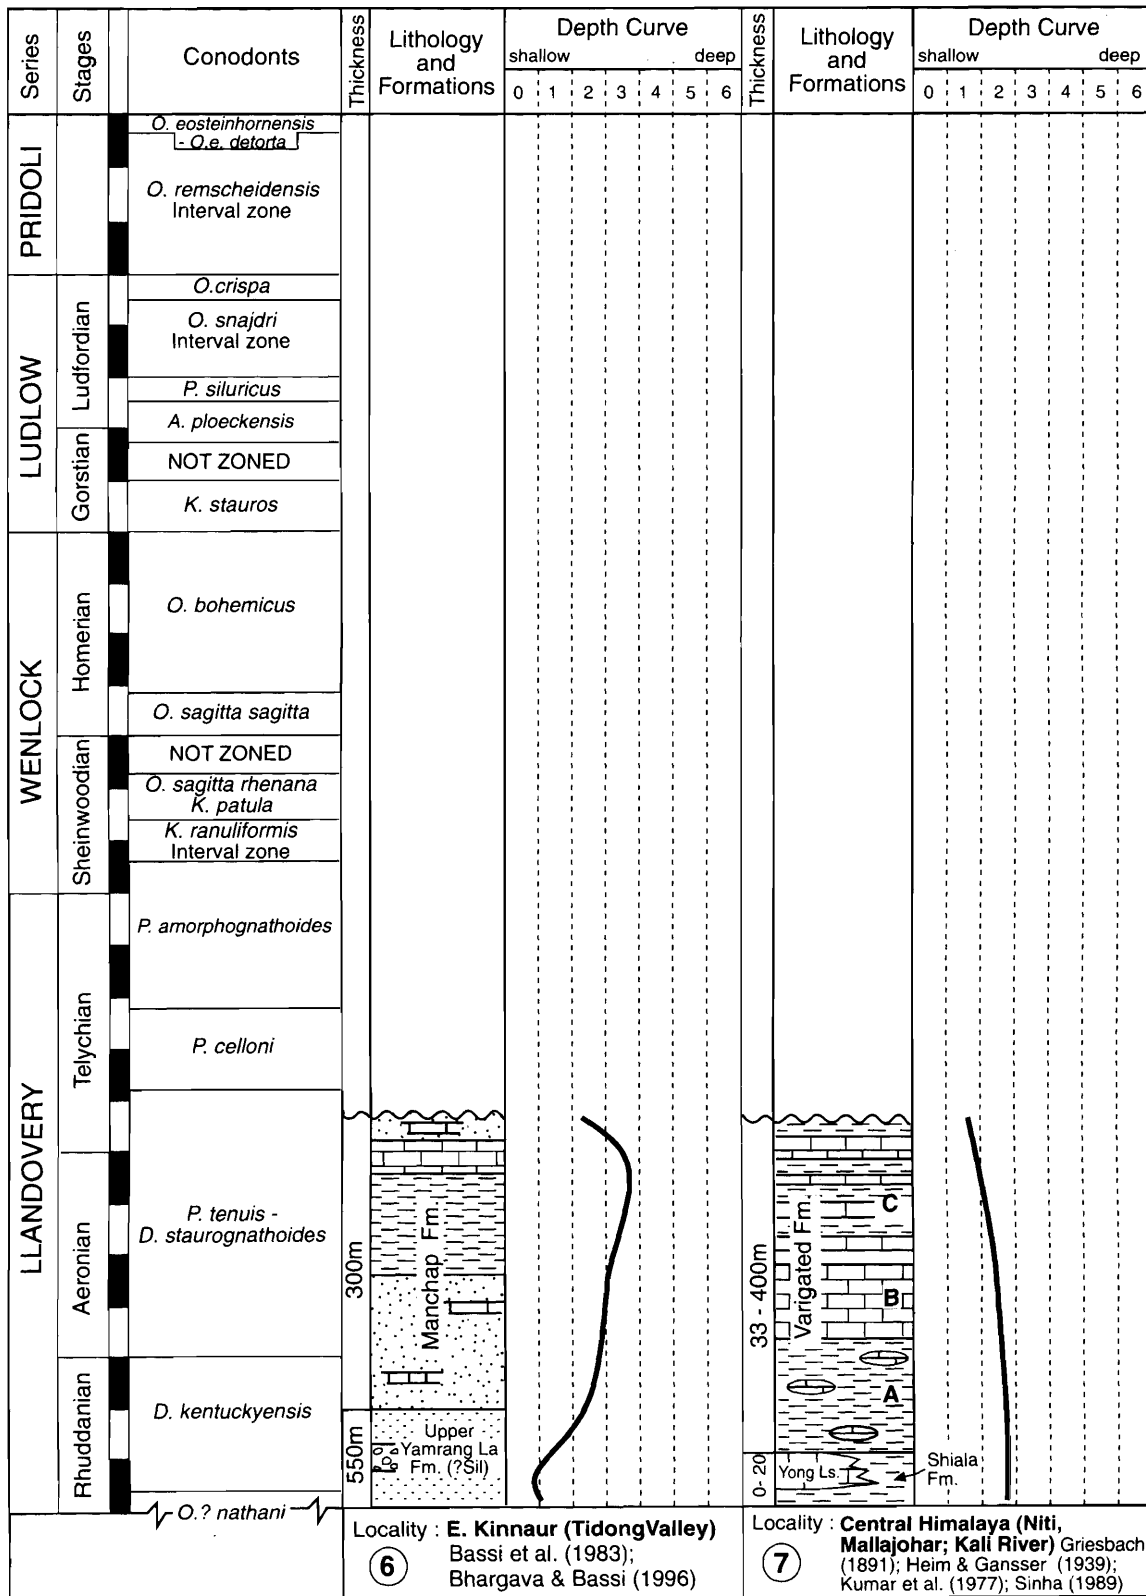 Series
Stages
Conodonts
Thickness
Lithology
and
Formations
Depth Curve
shallow deep
0 1 2 3 4 5 6
Thickness
Lithology
and
Formations
Depth Curve
shallow deep
0 1 2 3 4 5 6
PRIDOLI
O. eosteinhornensis
- O.e. detorta
O. remscheidensis
Interval zone
LUDLOW
Ludfordian
O.crispa
O. snajdri
Interval zone
P. siluricus
A. ploeckensis
Gorstian
NOT ZONED
K. stauros
WENLOCK
Homerian
O. bohemicus
O. sagitta sagitta
Sheinwoodian
NOT ZONED
O. sagitta rhenana
K. patula
K. ranuliformis
Interval zone
LLANDOVERY
Telychian
P. amorphognathoides
P. celloni
Aeronian
P. tenuis -
D. staurognathoides
Rhuddanian
D. kentuckyensis
O.? nathani
300m
Manchap Fm.
550m
Upper
Yamrang La
Fm. (?Sil)
33 - 400m
Varigated Fm.
C
B
A
0- 20
Yong Ls.
Shiala
Fm.
Locality : E. Kinnaur (TidongValley)
6
Bassi et al. (1983);
Bhargava & Bassi (1996)
Locality : Central Himalaya (Niti,
Mallajohar; Kali River) Griesbach
7
(1891); Heim & Gansser (1939);
Kumar et al. (1977); Sinha (1989)